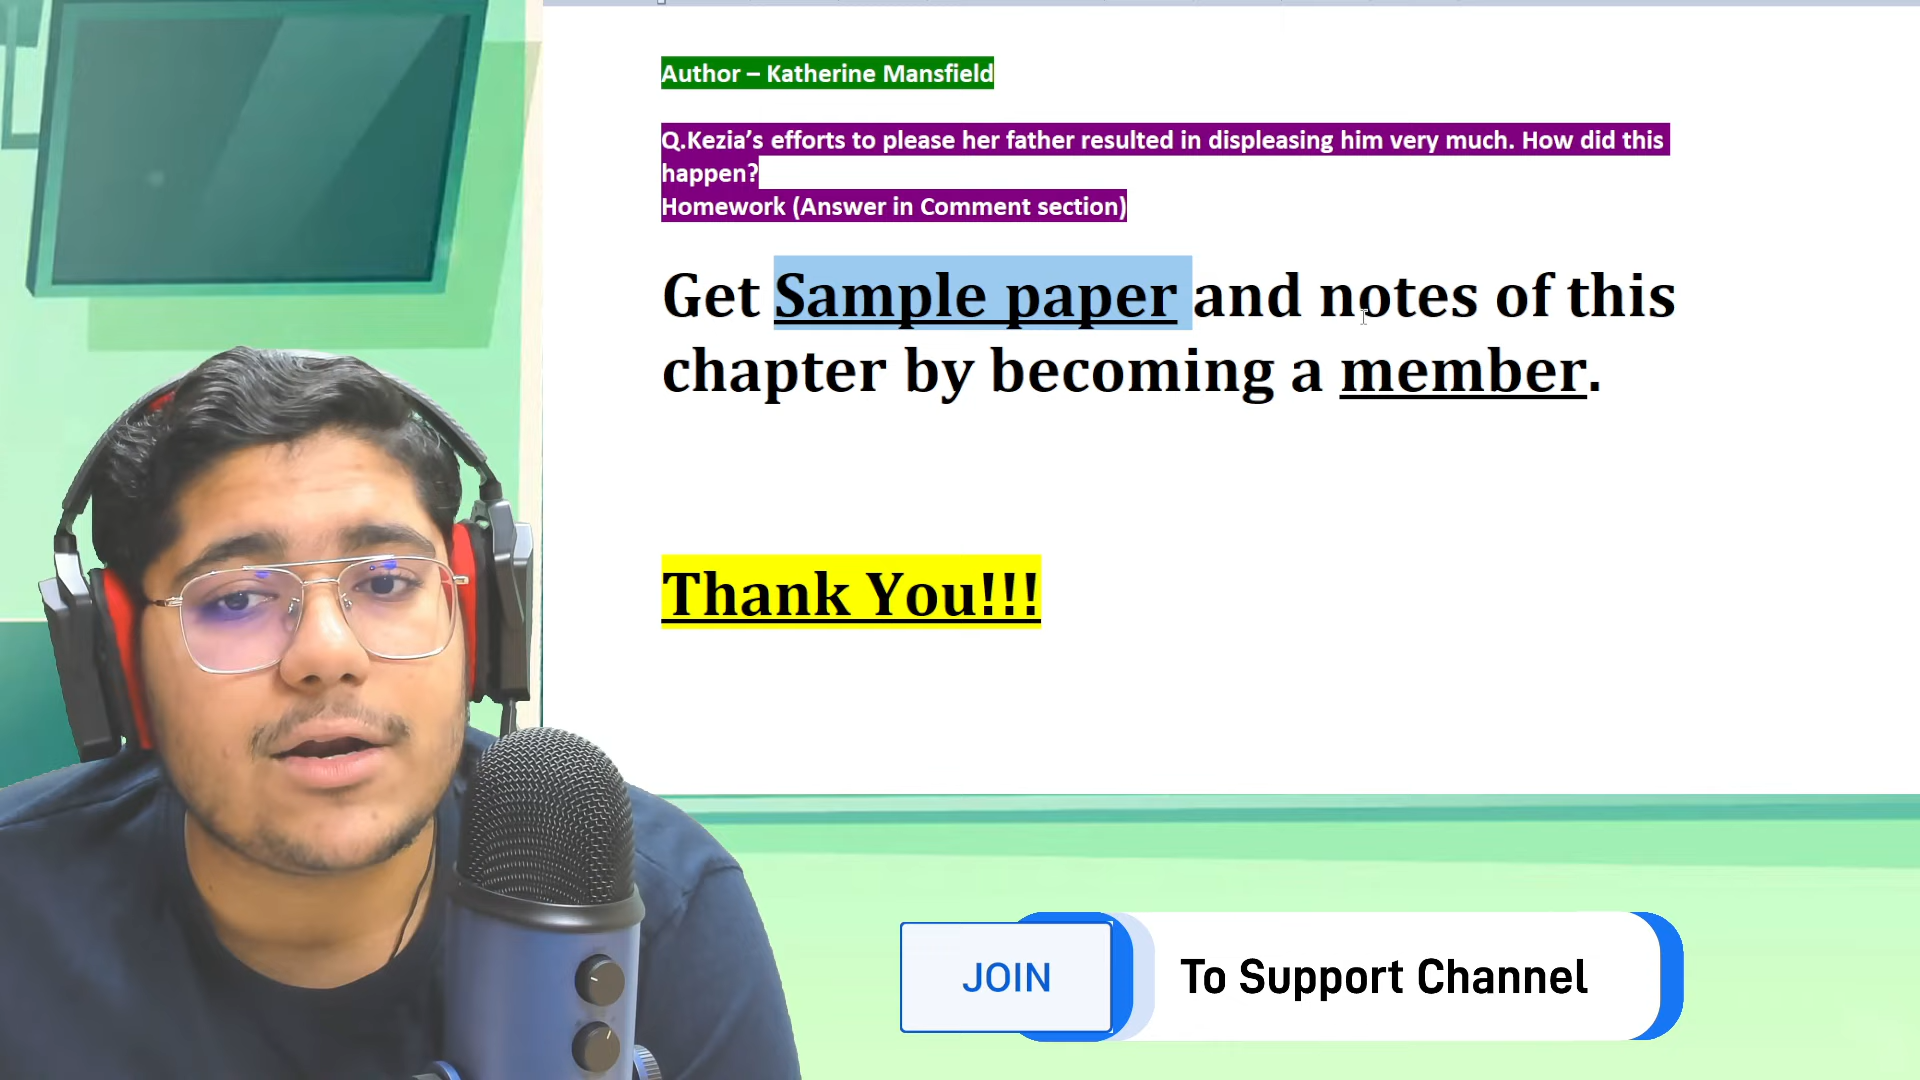 Author – Katherine Mansfield
Q.Kezia’s efforts to please her father resulted in displeasing him very much. How did this
happen?
Homework (Answer in Comment section)
Get Sample paper and notes of this
chapter by becoming a member.
Thank You!!!
JOIN
To Support Channel